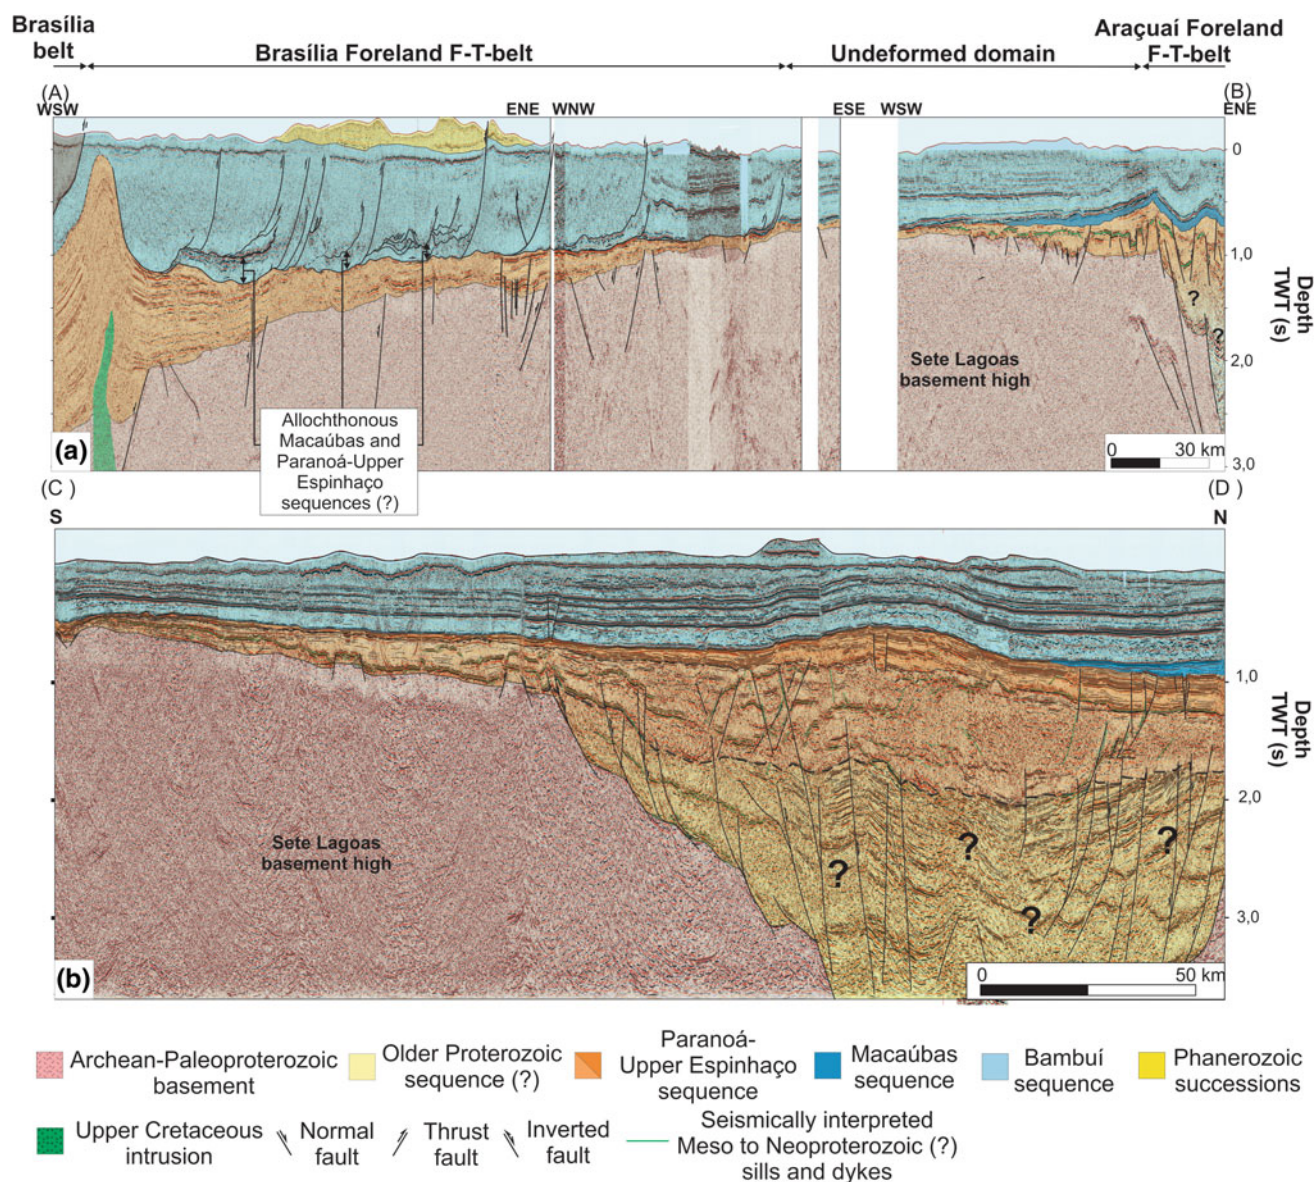 Brasília
belt
Brasília Foreland F-T-belt
Undeformed domain
Araçuaí Foreland
F-T-belt
(A)
WSW
ENE
WNW
ESE
WSW
(B)
ENE
0
1,0
2,0
3,0
Depth
TWT (s)
?
?
Sete Lagoas
basement high
Allochthonous
Macaúbas and
Paranoá-Upper
Espinhaço
sequences (?)
0 30 km
(a)
(C)
S
(D )
N
1,0
2,0
3,0
Depth
TWT (s)
Sete Lagoas
basement high
?
?
?
?
0 50 km
(b)
Archean-Paleoproterozoic
basement
Older Proterozoic
sequence (?)
Paranoá-
Upper Espinhaço
sequence
Macaúbas
sequence
Bambuí
sequence
Phanerozoic
successions
Upper Cretaceous
intrusion
Normal
fault
Thrust
fault
Inverted
fault
Seismically interpreted
Meso to Neoproterozoic (?)
sills and dykes